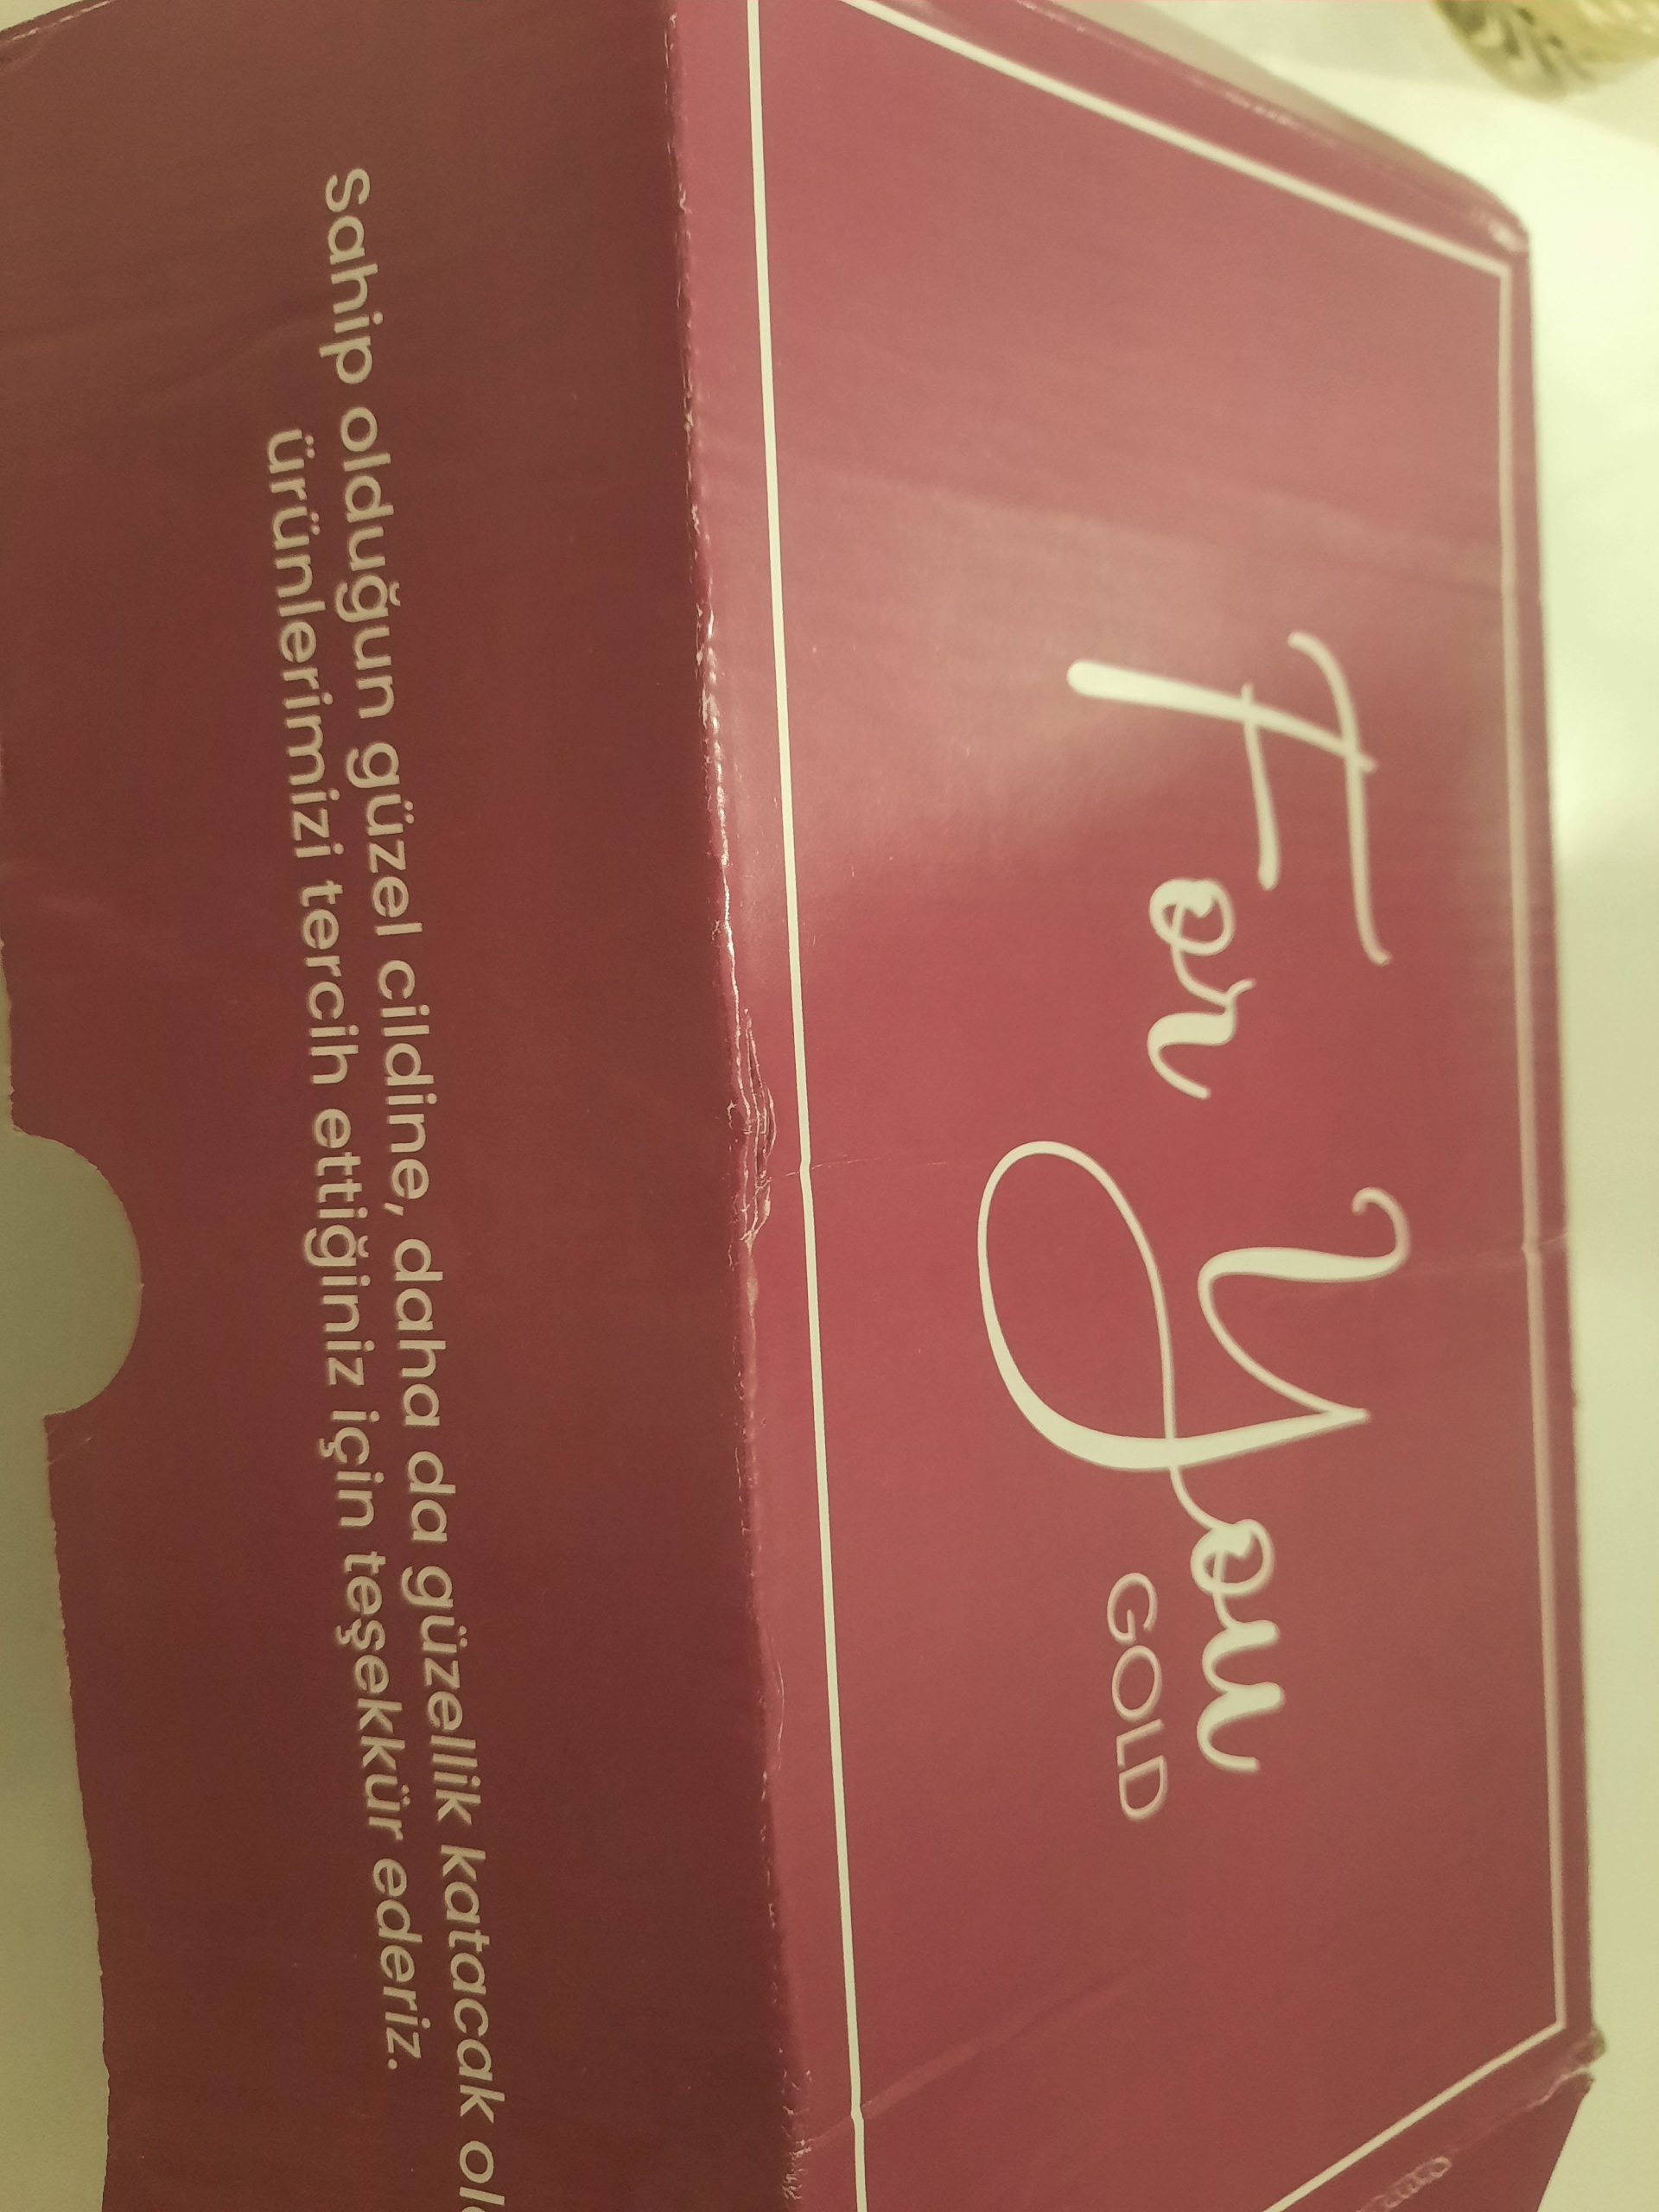 For You
GOLD
Sahip olduğun güzel cildine, daha da güzellik katacak
ürünlerimizi tercih ettiğiniz için teşekkür ederiz.